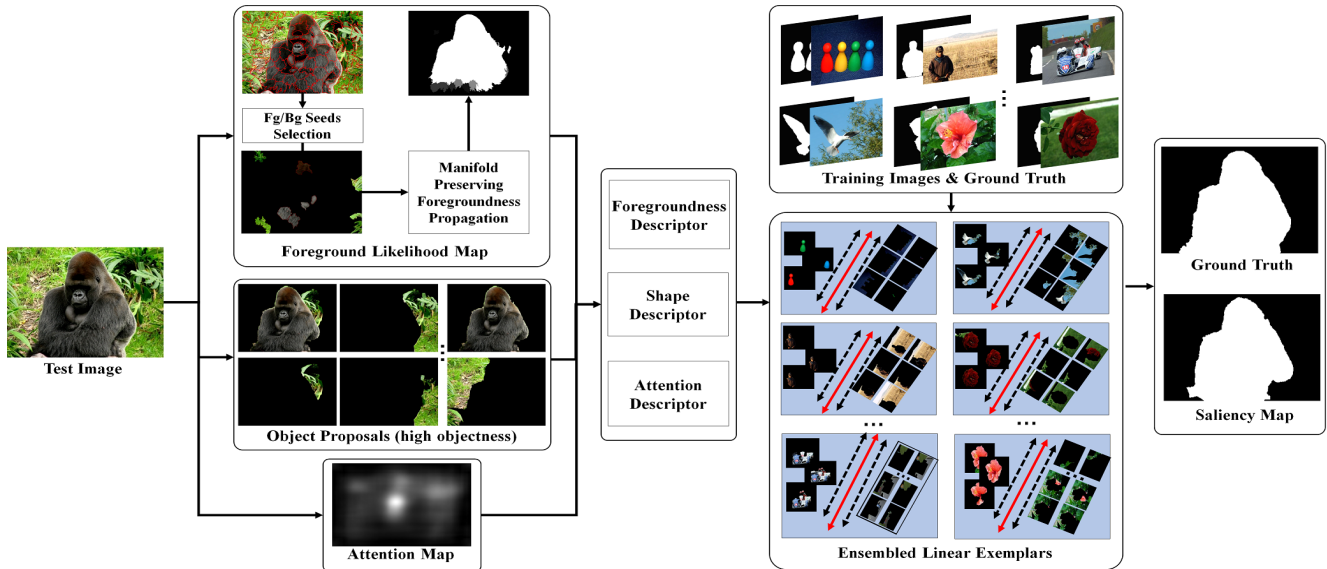 Test Image
Fg/Bg Seeds
Selection
Manifold
Preserving
Foregroundness
Propagation
Foreground Likelihood Map
Object Proposals (high objectness)
Attention Map
Foregroundness
Descriptor
Shape
Descriptor
Attention
Descriptor
Training Images & Ground Truth
Ensembled Linear Exemplars
Ground Truth
Saliency Map